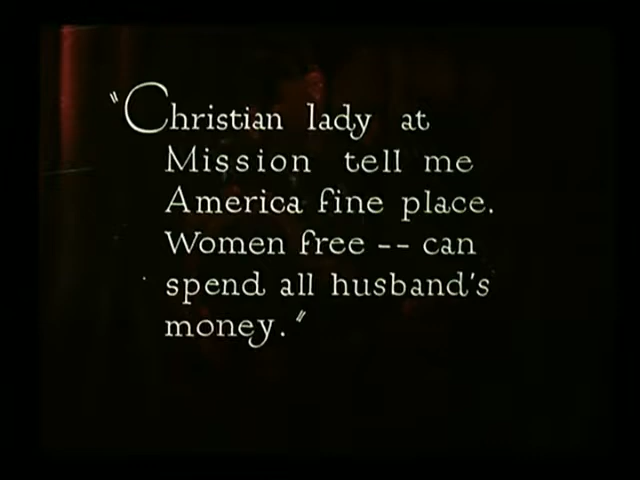 "Christian lady at
Mission tell me
America fine place.
Women free -- can
spend all husband's
money."